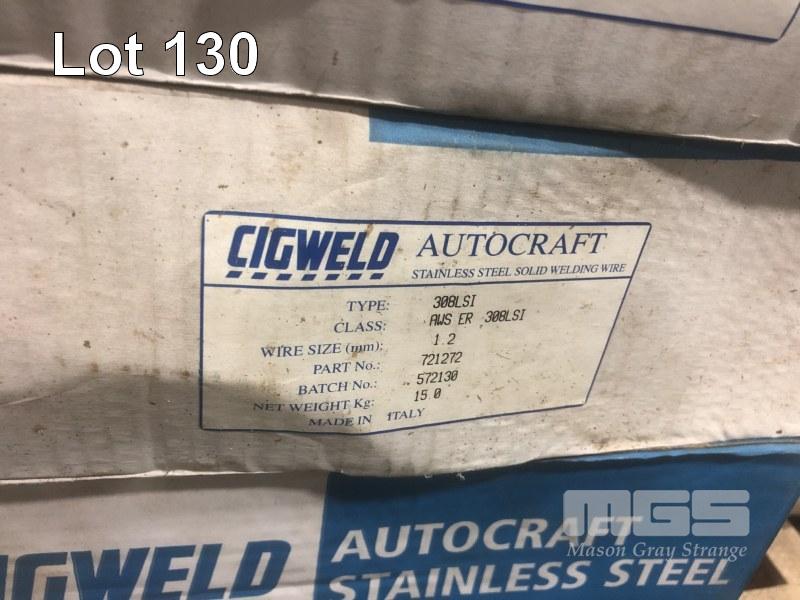 Lot 130
CIGWELD AUTOCRAFT
STAINLESS STEEL SOLID WELDING WIRE
TYPE: 308LSI
CLASS: AWS ER 308LSI
WIRE SIZE (mm): 1.2
PART No.: 721272
BATCH No.: 572130
NET WEIGHT Kg: 15.0
MADE IN ITALY
MGS
Mason Gray Strange
CIGWELD AUTOCRAFT
STAINLESS STEEL